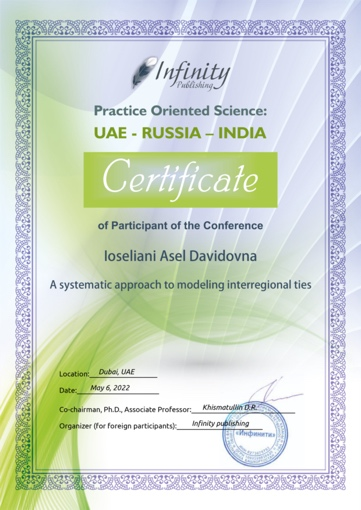 Infinity
Publishing
Practice Oriented Science:
UAE - RUSSIA – INDIA
Certificate
of Participant of the Conference
Ioseliani Asel Davidovna
A systematic approach to modeling interregional ties
Location: Dubai, UAE
Date: May 6, 2022
Co-chairman, Ph.D., Associate Professor: Khismatullin D.R.
Organizer (for foreign participants): Infinity publishing
«Инфинити»